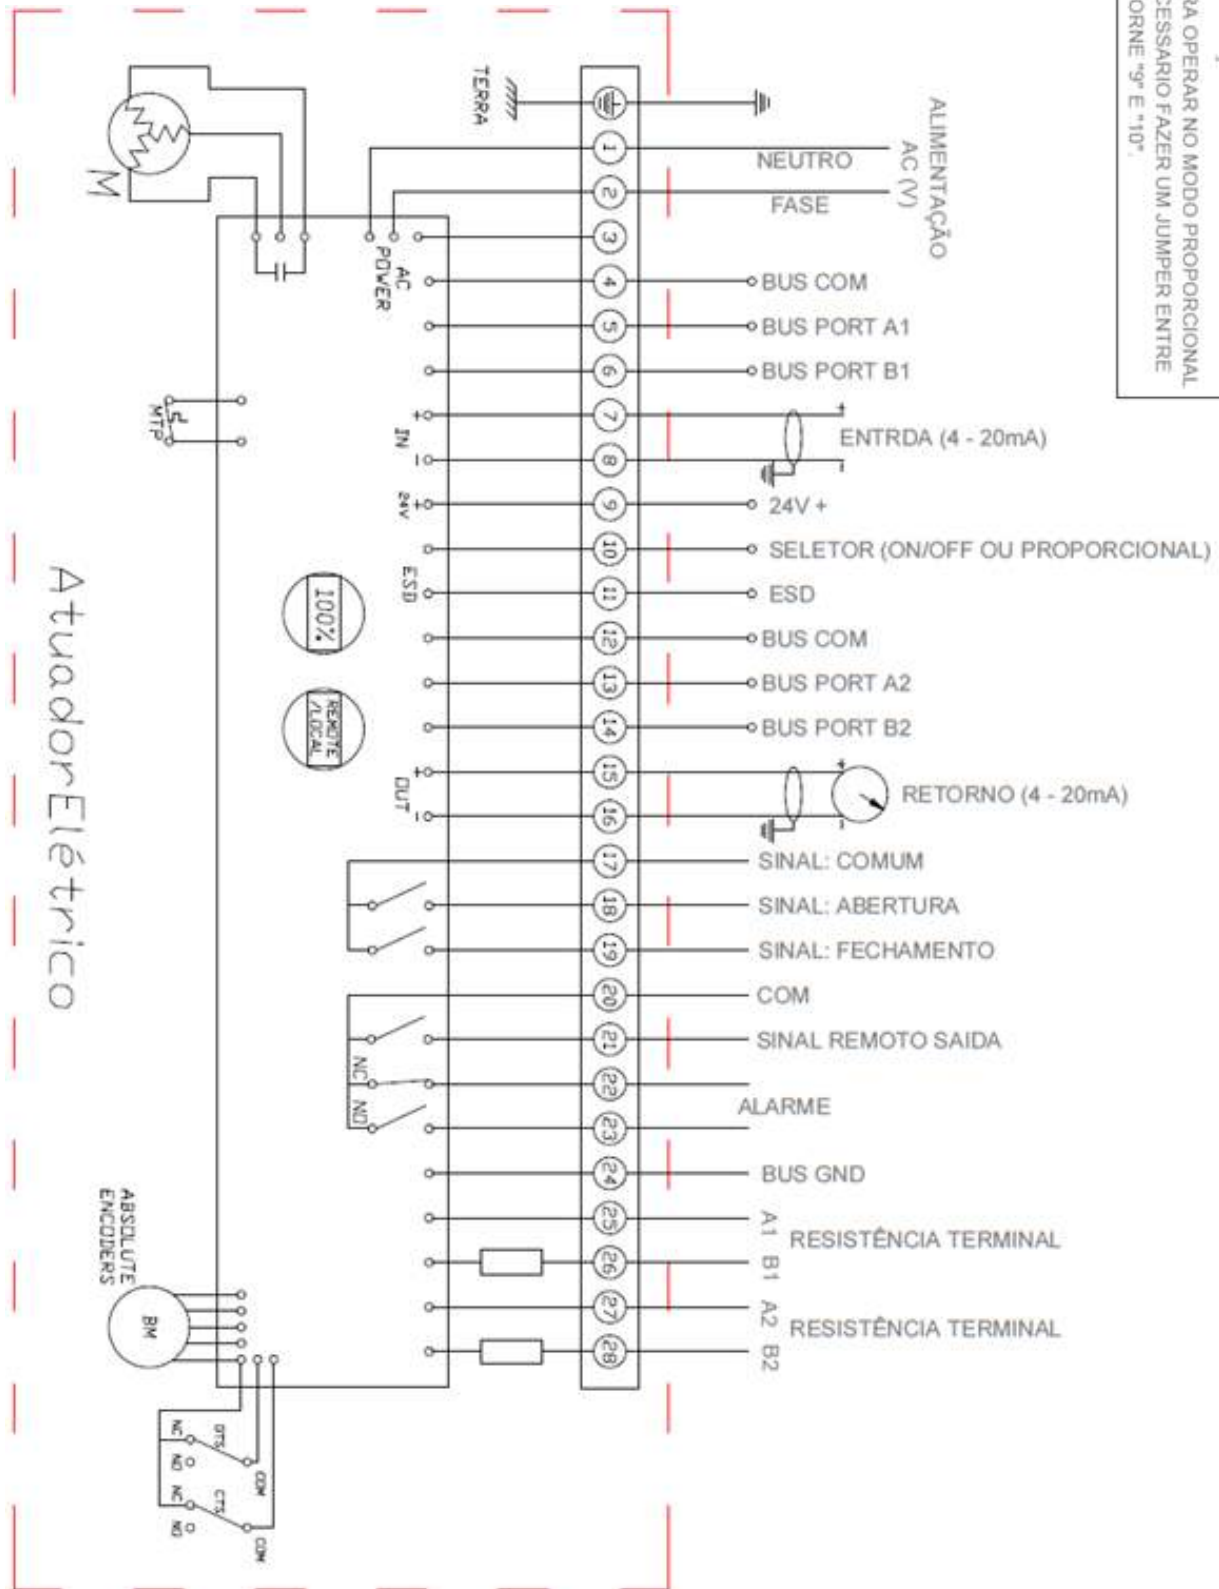 RA OPERAR NO MODO PROPORCIONAL
CESSARIO FAZER UM JUMPER ENTRE
ORNE "9" E "10".
ALIMENTAÇÃO
AC (V)
TERRA
1
NEUTRO
2
FASE
3
AC
POWER
4
BUS COM
5
BUS PORT A1
6
BUS PORT B1
+ 7 +
IN
ENTRDA (4 - 20mA)
- 8 -
24V + 9
24V +
10
SELETOR (ON/OFF OU PROPORCIONAL)
ESD 11
ESD
12
BUS COM
13
BUS PORT A2
14
BUS PORT B2
+ 15 +
OUT
RETORNO (4 - 20mA)
- 16 -
17
SINAL: COMUM
18
SINAL: ABERTURA
19
SINAL: FECHAMENTO
20
COM
21
SINAL REMOTO SAIDA
NC 22
ALARME
NO 23
24
BUS GND
25 A1
RESISTÊNCIA TERMINAL
26 B1
27 A2
RESISTÊNCIA TERMINAL
28 B2
M
MTP
100%
REMOTE
/LOCAL
Atuador Elétrico
ABSOLUTE
ENCODERS
BM
NC
OTS
NO
COM
NC
CTS
NO
COM